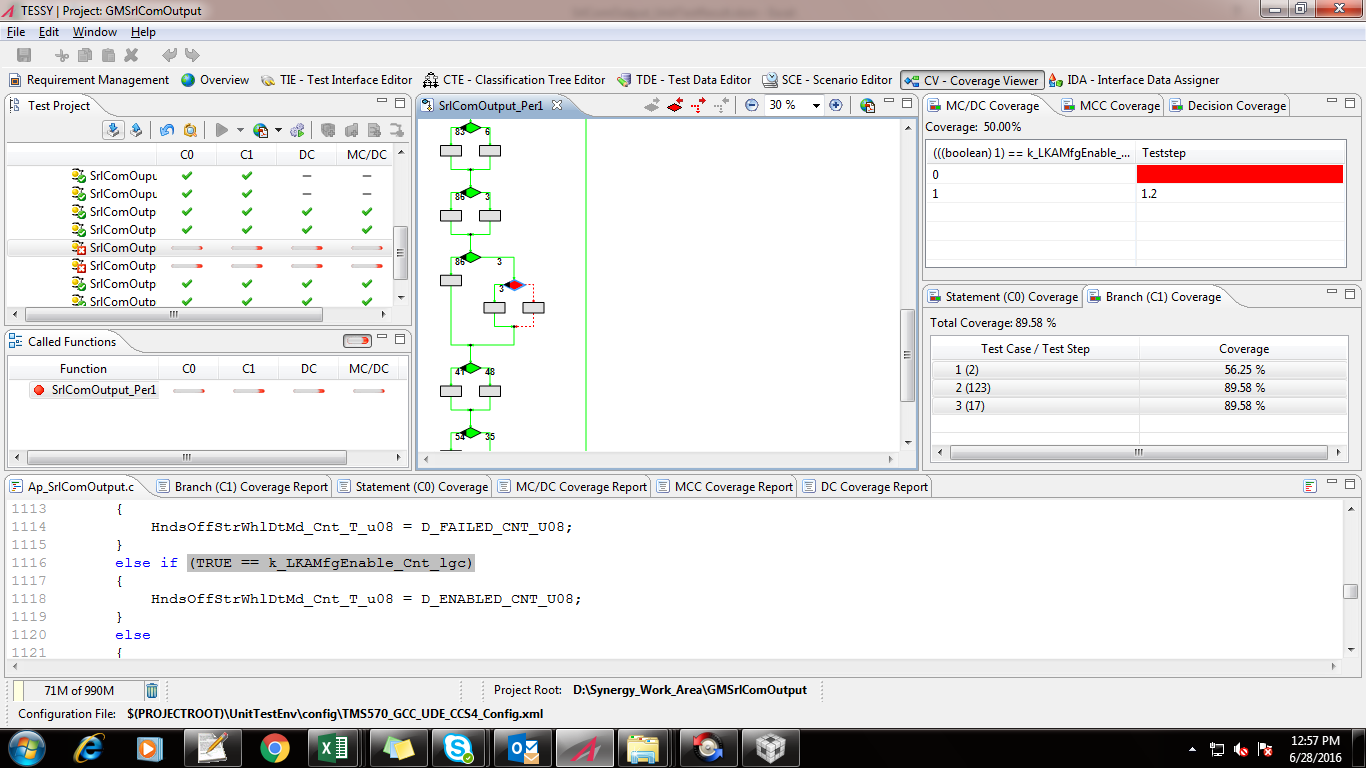 TESSY | Project: GMSrlComOutput
File Edit Window Help
Requirement Management Overview TIE - Test Interface Editor CTE - Classification Tree Editor TDE - Test Data Editor SCE - Scenario Editor CV - Coverage Viewer IDA - Interface Data Assigner
Test Project
C0 C1 DC MC/DC
SrlComOupu
SrlComOupu
SrlComOutp
SrlComOutp
SrlComOutp
SrlComOutp
SrlComOutp
SrlComOutp
Called Functions
Function C0 C1 DC MC/DC
SrlComOutput_Per1
SrlComOutput_Per1
30 %
83 6
86 3
86 3
3
41 48
54 35
MC/DC Coverage MCC Coverage Decision Coverage
Coverage: 50.00%
(((boolean) 1) == k_LKAMfgEnable_... Teststep
0
1 1.2
Statement (C0) Coverage Branch (C1) Coverage
Total Coverage: 89.58 %
Test Case / Test Step Coverage
1 (2) 56.25 %
2 (123) 89.58 %
3 (17) 89.58 %
Ap_SrlComOutput.c Branch (C1) Coverage Report Statement (C0) Coverage MC/DC Coverage Report MCC Coverage Report DC Coverage Report
1113 {
1114 HndsOffStrWhlDtMd_Cnt_T_u08 = D_FAILED_CNT_U08;
1115 }
1116 else if (TRUE == k_LKAMfgEnable_Cnt_lgc)
1117 {
1118 HndsOffStrWhlDtMd_Cnt_T_u08 = D_ENABLED_CNT_U08;
1119 }
1120 else
1121 {
71M of 990M
Project Root: D:\Synergy_Work_Area\GMSrlComOutput
Configuration File: $(PROJECTROOT)\UnitTestEnv\config\TMS570_GCC_UDE_CCS4_Config.xml
12:57 PM
6/28/2016